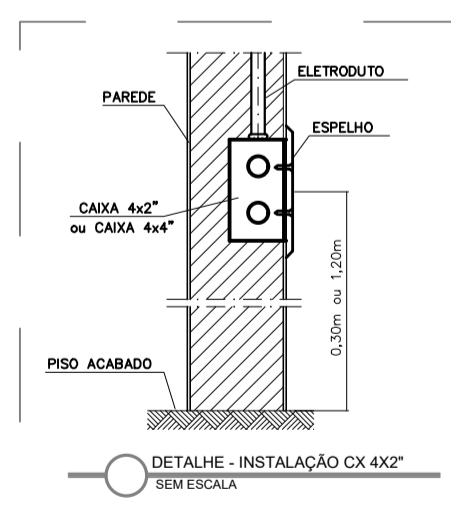 ELETRODUTO
PAREDE
ESPELHO
CAIXA 4x2"
ou CAIXA 4x4"
0,30m ou 1,20m
PISO ACABADO
DETALHE - INSTALAÇÃO CX 4X2"
SEM ESCALA